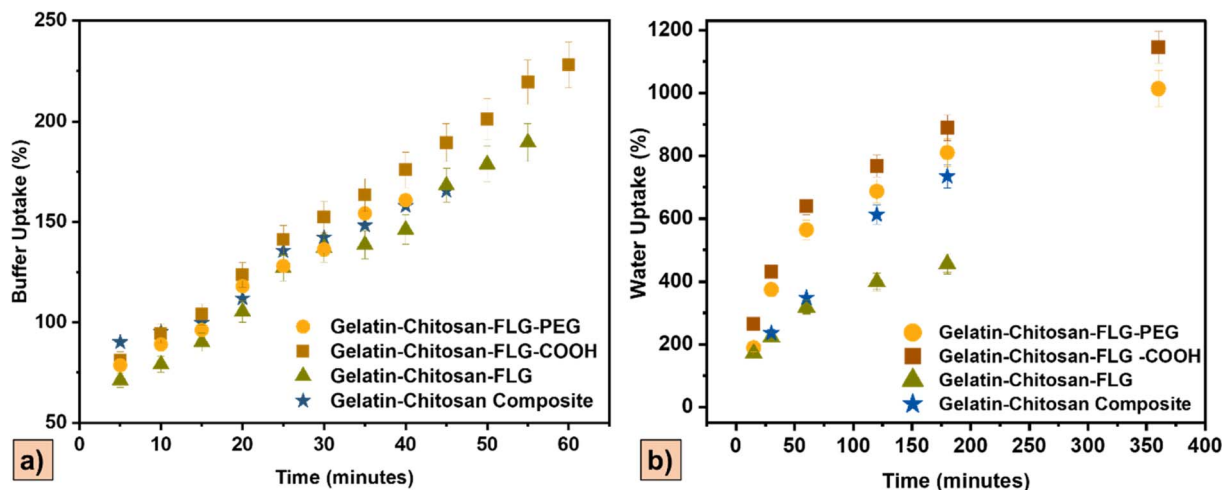 250
200
150
100
50
Buffer Uptake (%)
Gelatin-Chitosan-FLG-PEG
Gelatin-Chitosan-FLG-COOH
Gelatin-Chitosan-FLG
Gelatin-Chitosan Composite
0 10 20 30 40 50 60
Time (minutes)
a)
1200
1000
800
600
400
200
0
Water Uptake (%)
Gelatin-Chitosan-FLG-PEG
Gelatin-Chitosan-FLG -COOH
Gelatin-Chitosan-FLG
Gelatin-Chitosan Composite
0 50 100 150 200 250 300 350 400
Time (minutes)
b)